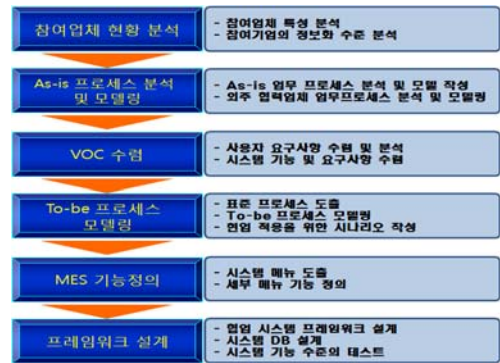 참여업체 현황 분석
- 참여업체 특성 분석
- 참여기업의 정보화 수준 분석
As-is 프로세스 분석
및 모델링
- As-is 업무 프로세스 분석 및 모델 작성
- 외주 협력업체 업무프로세스 분석 및 모델링
VOC 수렴
- 사용자 요구사항 수렴 및 분석
- 시스템 기능 및 요구사항 수렴
To-be 프로세스
모델링
- 표준 프로세스 도출
- To-be 프로세스 모델링
- 현업 적용을 위한 시나리오 작성
MES 기능정의
- 시스템 메뉴 도출
- 세부 메뉴 기능 정의
프레임워크 설계
- 협업 시스템 프레임워크 설계
- 시스템 DB 설계
- 시스템 기능 수준의 테스트